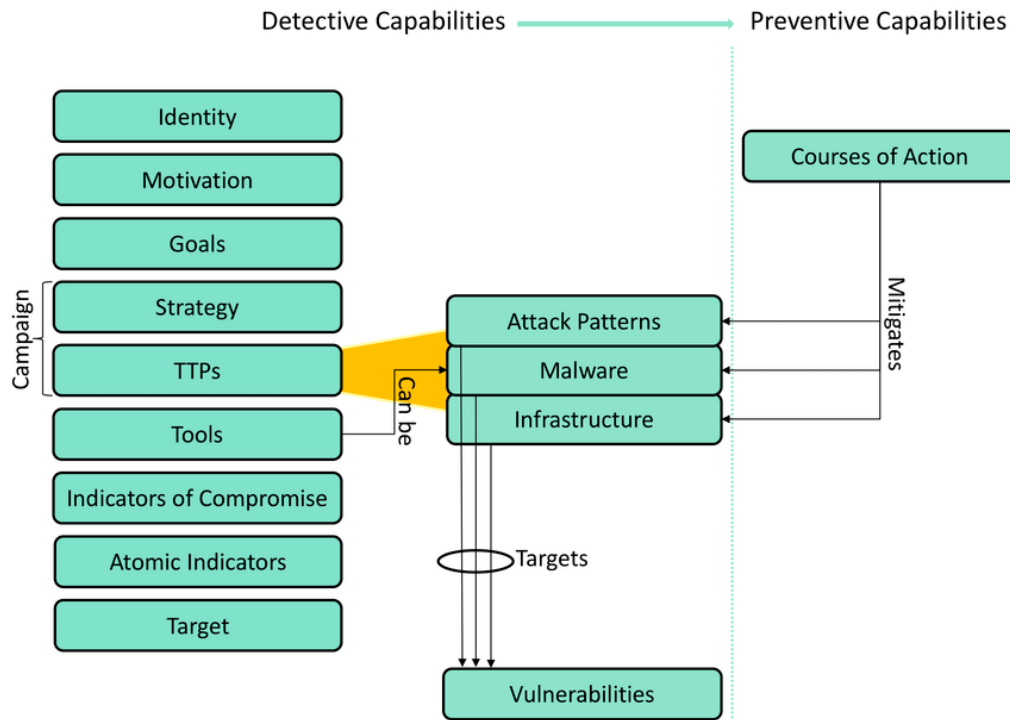 Detective Capabilities
Preventive Capabilities
Identity
Motivation
Goals
Strategy
TTPs
Tools
Indicators of Compromise
Atomic Indicators
Target
Campaign
Attack Patterns
Malware
Infrastructure
Can be
Targets
Vulnerabilities
Courses of Action
Mitigates